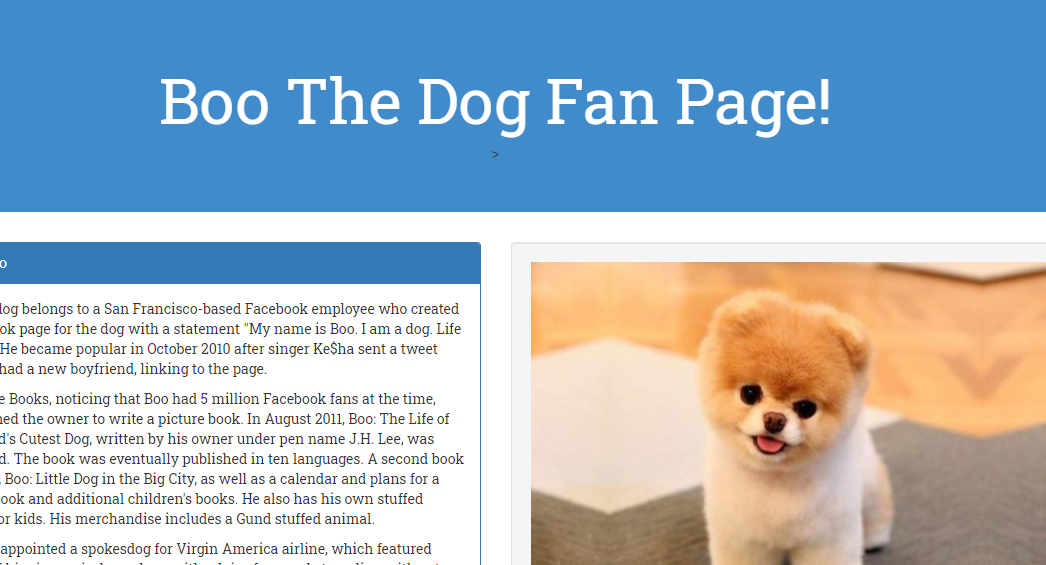 Boo The Dog Fan Page!
>
o
dog belongs to a San Francisco-based Facebook employee who created
ok page for the dog with a statement "My name is Boo. I am a dog. Life
He became popular in October 2010 after singer Ke$ha sent a tweet
had a new boyfriend, linking to the page.
e Books, noticing that Boo had 5 million Facebook fans at the time,
ed the owner to write a picture book. In August 2011, Boo: The Life of
d's Cutest Dog, written by his owner under pen name J.H. Lee, was
d. The book was eventually published in ten languages. A second book
, Boo: Little Dog in the Big City, as well as a calendar and plans for a
ook and additional children's books. He also has his own stuffed
or kids. His merchandise includes a Gund stuffed animal.
appointed a spokesdog for Virgin America airline, which featured